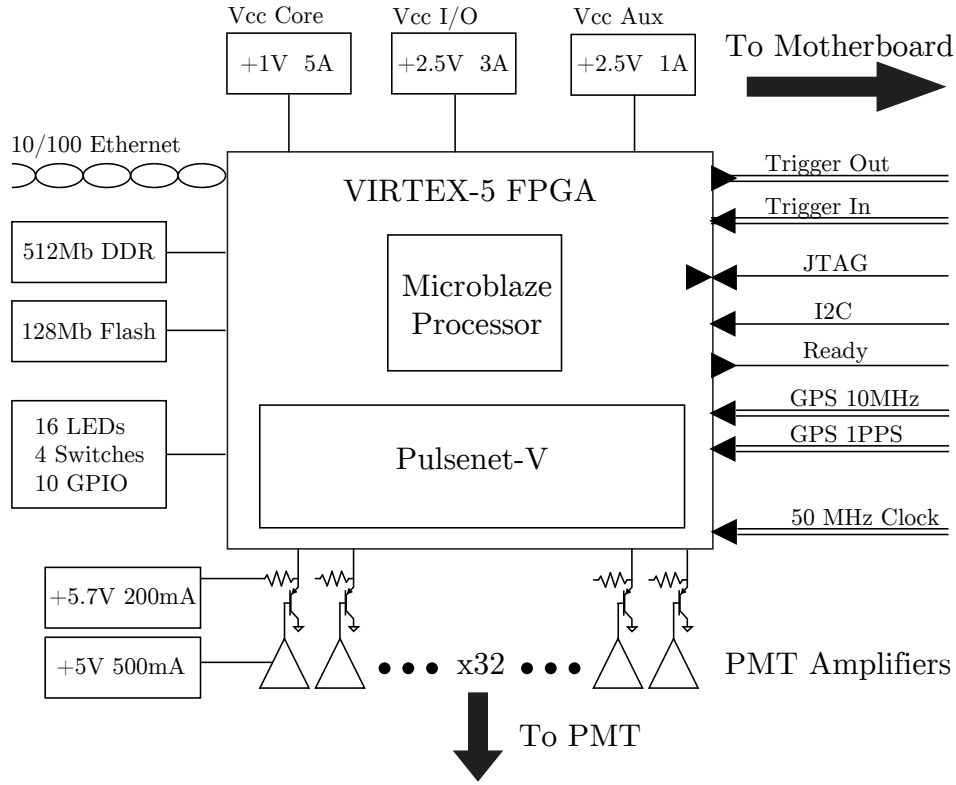 Vcc Core
Vcc I/O
Vcc Aux
+1V 5A
+2.5V 3A
+2.5V 1A
To Motherboard
10/100 Ethernet
VIRTEX-5 FPGA
Trigger Out
Trigger In
512Mb DDR
JTAG
Microblaze
Processor
I2C
128Mb Flash
Ready
GPS 10MHz
16 LEDs
4 Switches
10 GPIO
GPS 1PPS
Pulsenet-V
50 MHz Clock
+5.7V 200mA
+5V 500mA
x32
PMT Amplifiers
To PMT